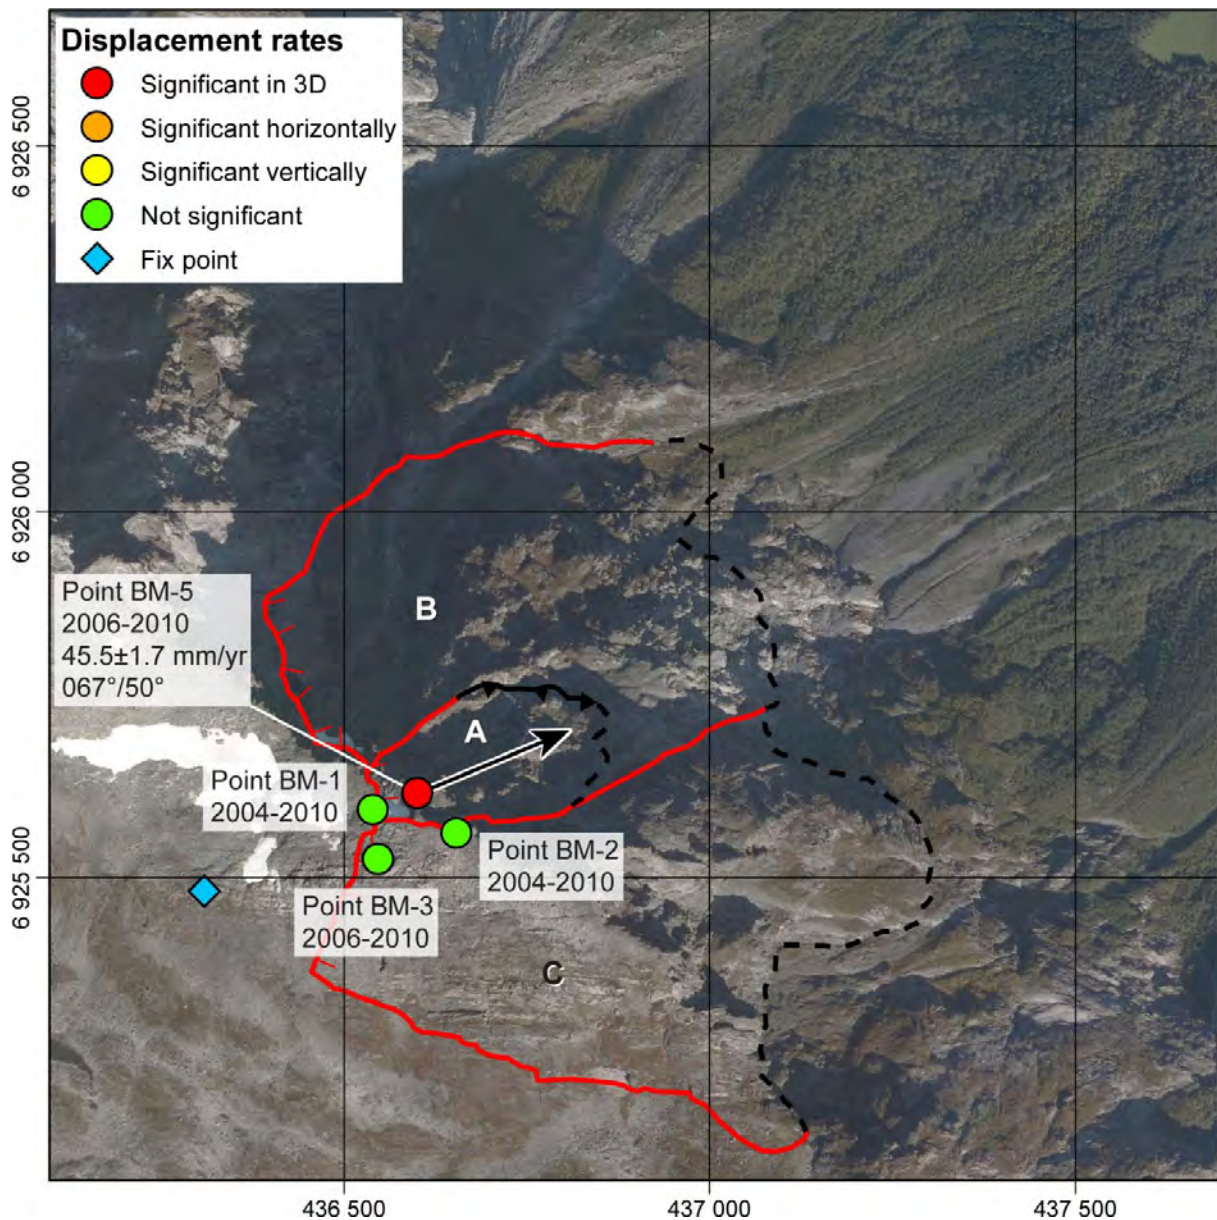 Displacement rates
Significant in 3D
Significant horizontally
Significant vertically
Not significant
Fix point
6 926 500
6 926 000
6 925 500
B
Point BM-5
2006-2010
45.5±1.7 mm/yr
067°/50°
A
Point BM-1
2004-2010
Point BM-2
2004-2010
Point BM-3
2006-2010
C
436 500
437 000
437 500